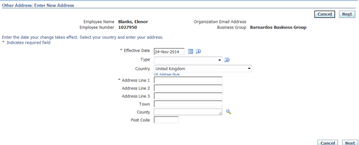 Other Address: Enter New Address
Cancel Next
Employee Name Blanks, Ekinor Organization Email Address
Employee Number 1037950 Business Group Barnardos Business Group
Enter the date your change takes effect. Select your country and enter your address.
* Indicates required field
* Effective Date 24-Nov-2014
Type
Country United Kingdom
* Address Line 1
Address Line 2
Address Line 3
Town
County
Post Code
Cancel Next